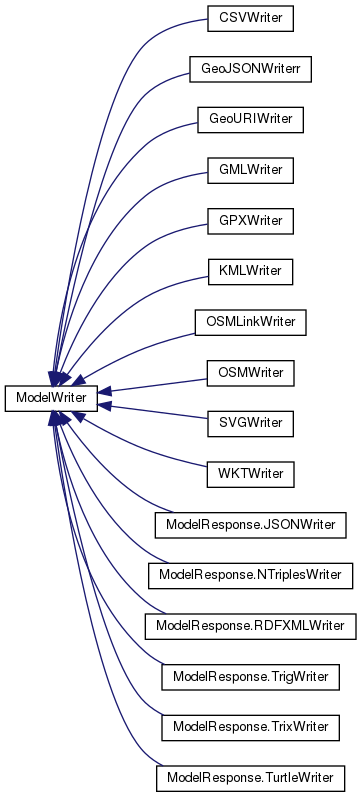 CSVWriter
GeoJSONWriterr
GeoURIWriter
GMLWriter
GPXWriter
KMLWriter
OSMLinkWriter
OSMWriter
ModelWriter
SVGWriter
WKTWriter
ModelResponse.JSONWriter
ModelResponse.NTriplesWriter
ModelResponse.RDFXMLWriter
ModelResponse.TrigWriter
ModelResponse.TrixWriter
ModelResponse.TurtleWriter